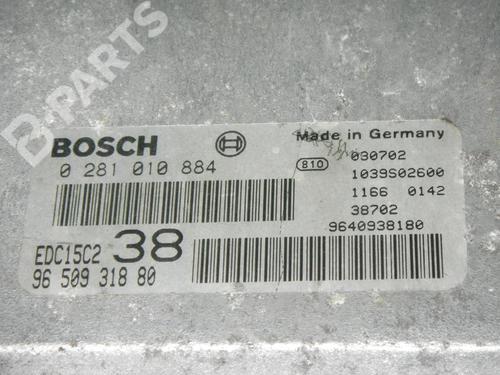 B-PARTS
BOSCH
Made in Germany
0 281 010 884
810
030702
1039S02600
1166 0142
38702
9640938180
EDC15C2 38
96 509 318 80